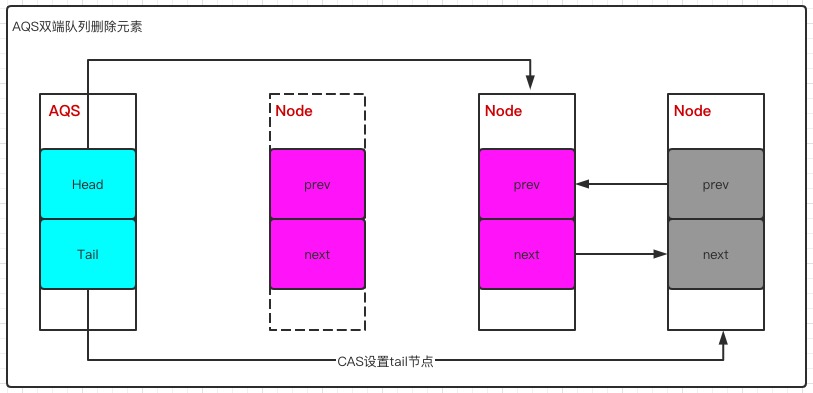 AQS双端队列删除元素
AQS
Node
Node
Node
Head
prev
prev
prev
Tail
next
next
next
CAS设置tail节点